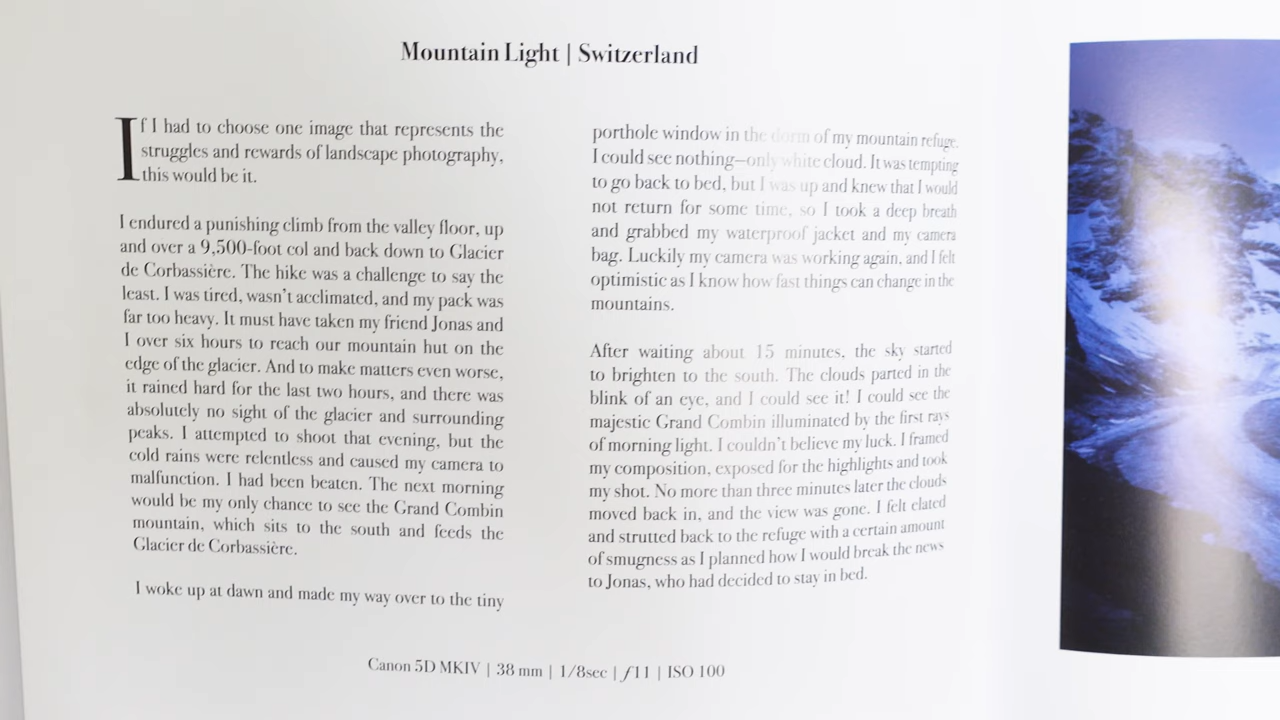 Mountain Light | Switzerland
If I had to choose one image that represents the
struggles and rewards of landscape photography,
this would be it.
I endured a punishing climb from the valley floor, up
and over a 9,500-foot col and back down to Glacier
de Corbassière. The hike was a challenge to say the
least. I was tired, wasn't acclimated, and my pack was
far too heavy. It must have taken my friend Jonas and
I over six hours to reach our mountain hut on the
edge of the glacier. And to make matters even worse,
it rained hard for the last two hours, and there was
absolutely no sight of the glacier and surrounding
peaks. I attempted to shoot that evening, but the
cold rains were relentless and caused my camera to
malfunction. I had been beaten. The next morning
would be my only chance to see the Grand Combin
mountain, which sits to the south and feeds the
Glacier de Corbassière.
I woke up at dawn and made my way over to the tiny
porthole window in the dorm of my mountain refuge.
I could see nothing—only white cloud. It was tempting
to go back to bed, but I was up and knew that I would
not return for some time, so I took a deep breath
and grabbed my waterproof jacket and my camera
bag. Luckily my camera was working again, and I felt
optimistic as I know how fast things can change in the
mountains.
After waiting about 15 minutes, the sky started
to brighten to the south. The clouds parted in the
blink of an eye, and I could see it! I could see the
majestic Grand Combin illuminated by the first rays
of morning light. I couldn't believe my luck. I framed
my composition, exposed for the highlights and took
my shot. No more than three minutes later the clouds
moved back in, and the view was gone. I felt elated
and strutted back to the refuge with a certain amount
of smugness as I planned how I would break the news
to Jonas, who had decided to stay in bed.
Canon 5D MKIV | 38 mm | 1/8sec | ƒ11 | ISO 100